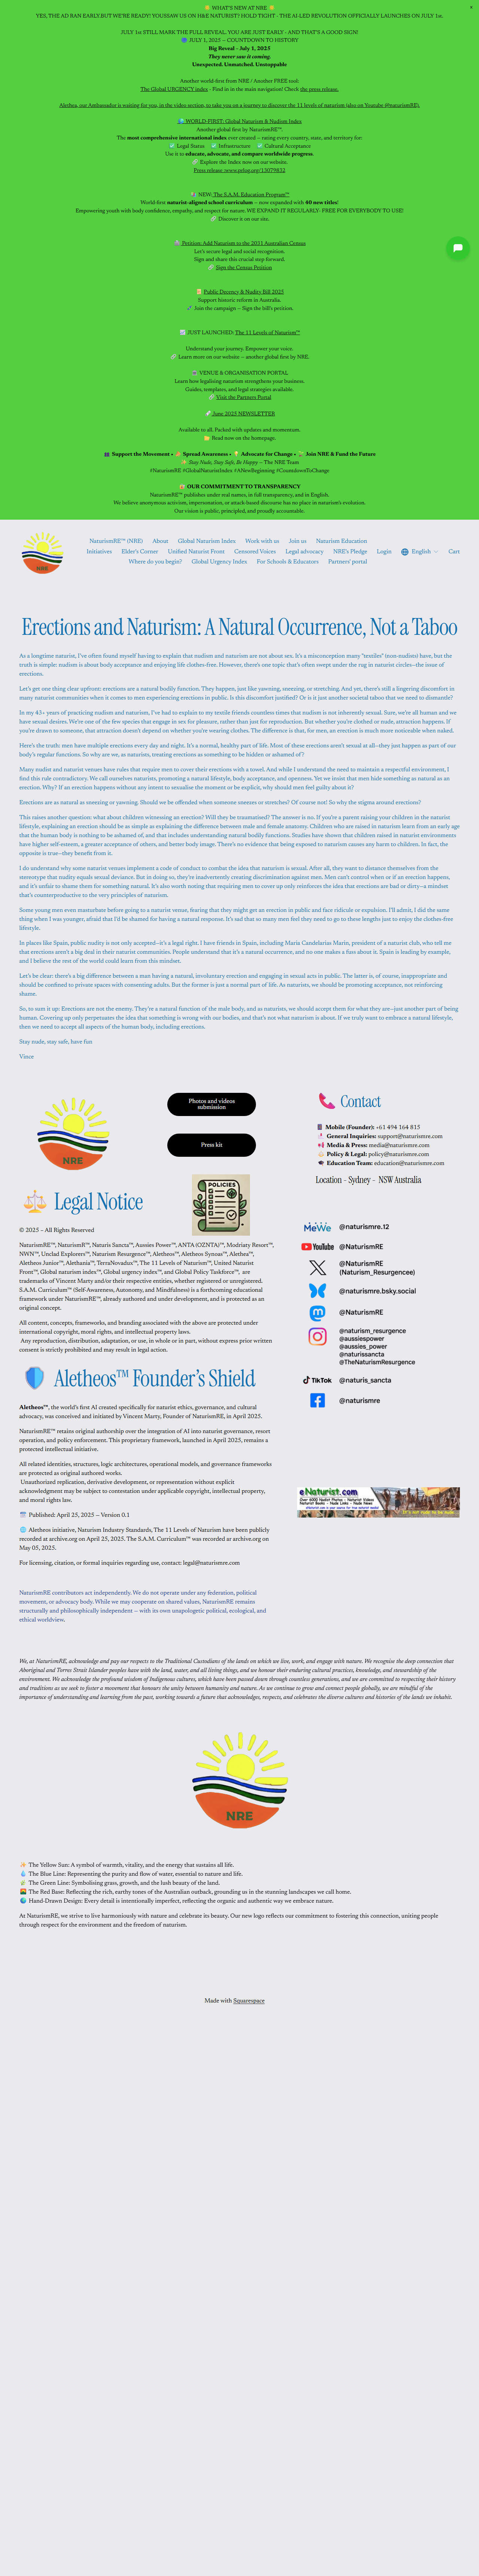 WHAT'S NEW AT NRE
YES, THE AD RAN EARLY. BUT WE'RE READY! YOUSSAW US ON H&E NATURIST? HOLD TIGHT - THE AI-LED REVOLUTION OFFICIALLY LAUNCHES ON JULY 1st.
JULY 1st STILL MARK THE FULL REVEAL. YOU ARE JUST EARLY - AND THAT'S A GOOD SIGN!
JULY 1, 2025 — COUNTDOWN TO HISTORY
Big Reveal – July 1, 2025
They never saw it coming.
Unexpected. Unmatched. Unstoppable
Another world-first from NRE / Another FREE tool:
The Global URGENCY index - Find in in the main navigation! Check the press release.
Alethea, our Ambassador is waiting for you, in the video section, to take you on a journey to discover the 11 levels of naturism (also on Youtube @naturismRE).
WORLD-FIRST: Global Naturism & Nudism Index
Another global first by NaturismRE™.
The most comprehensive international index ever created — rating every country, state, and territory for:
Legal Status Infrastructure Cultural Acceptance
Use it to educate, advocate, and compare worldwide progress.
Explore the Index now on our website.
Press release: www.prlog.org/13079832
NEW: The S.A.M. Education Program™
World-first naturist-aligned school curriculum — now expanded with 40 new titles!
Empowering youth with body confidence, empathy, and respect for nature. WE EXPAND IT REGULARLY- FREE FOR EVERYBODY TO USE!
Discover it on our site.
Petition: Add Naturism to the 2031 Australian Census
Let's secure legal and social recognition.
Sign and share this crucial step forward.
Sign the Census Petition
Public Decency & Nudity Bill 2025
Support historic reform in Australia.
Join the campaign — Sign the bill's petition.
JUST LAUNCHED: The 11 Levels of Naturism™
Understand your journey. Empower your voice.
Learn more on our website — another global first by NRE.
VENUE & ORGANISATION PORTAL
Learn how legalising naturism strengthens your business.
Guides, templates, and legal strategies available.
Visit the Partners Portal
June 2025 NEWSLETTER
Available to all. Packed with updates and momentum.
Read now on the homepage.
Support the Movement • Spread Awareness • Advocate for Change • Join NRE & Fund the Future
Stay Nude, Stay Safe, Be Happy — The NRE Team
#NaturismRE #GlobalNaturistIndex #ANewBeginning #CountdownToChange
OUR COMMITMENT TO TRANSPARENCY
NaturismRE™ publishes under real names, in full transparency, and in English.
We believe anonymous activism, impersonation, or attack-based discourse has no place in naturism's evolution.
Our vision is public, principled, and proudly accountable.
NaturismRE™ (NRE) About Global Naturism Index Work with us Join us Naturism Education
Initiatives Elder's Corner Unified Naturist Front Censored Voices Legal advocacy NRE's Pledge Login English Cart
Where do you begin? Global Urgency Index For Schools & Educators Partners' portal
NRE
Erections and Naturism: A Natural Occurrence, Not a Taboo
As a longtime naturist, I've often found myself having to explain that nudism and naturism are not about sex. It's a misconception many "textiles" (non-nudists) have, but the truth is simple: nudism is about body acceptance and enjoying life clothes-free. However, there's one topic that's often swept under the rug in naturist circles—the issue of erections.
Let's get one thing clear upfront: erections are a natural bodily function. They happen, just like yawning, sneezing, or stretching. And yet, there's still a lingering discomfort in many naturist communities when it comes to men experiencing erections in public. Is this discomfort justified? Or is it just another societal taboo that we need to dismantle?
In my 43+ years of practicing nudism and naturism, I've had to explain to my textile friends countless times that nudism is not inherently sexual. Sure, we're all human and we have sexual desires. We're one of the few species that engage in sex for pleasure, rather than just for reproduction. But whether you're clothed or nude, attraction happens. If you're drawn to someone, that attraction doesn't depend on whether you're wearing clothes. The difference is that, for men, an erection is much more noticeable when naked.
Here's the truth: men have multiple erections every day and night. It's a normal, healthy part of life. Most of these erections aren't sexual at all—they just happen as part of our body's regular functions. So why are we, as naturists, treating erections as something to be hidden or ashamed of?
Many nudist and naturist venues have rules that require men to cover their erections with a towel. And while I understand the need to maintain a respectful environment, I find this rule contradictory. We call ourselves naturists, promoting a natural lifestyle, body acceptance, and openness. Yet we insist that men hide something as natural as an erection. Why? If an erection happens without any intent to sexualise the moment or be explicit, why should men feel guilty about it?
Erections are as natural as sneezing or yawning. Should we be offended when someone sneezes or stretches? Of course not! So why the stigma around erections?
This raises another question: what about children witnessing an erection? Will they be traumatised? The answer is no. If you're a parent raising your children in the naturist lifestyle, explaining an erection should be as simple as explaining the difference between male and female anatomy. Children who are raised in naturism learn from an early age that the human body is nothing to be ashamed of, and that includes understanding natural bodily functions. Studies have shown that children raised in naturist environments have higher self-esteem, a greater acceptance of others, and better body image. There's no evidence that being exposed to naturism causes any harm to children. In fact, the opposite is true—they benefit from it.
I do understand why some naturist venues implement a code of conduct to combat the idea that naturism is sexual. After all, they want to distance themselves from the stereotype that nudity equals sexual deviance. But in doing so, they're inadvertently creating discrimination against men. Men can't control when or if an erection happens, and it's unfair to shame them for something natural. It's also worth noting that requiring men to cover up only reinforces the idea that erections are bad or dirty—a mindset that's counterproductive to the very principles of naturism.
Some young men even masturbate before going to a naturist venue, fearing that they might get an erection in public and face ridicule or expulsion. I'll admit, I did the same thing when I was younger, afraid that I'd be shamed for having a natural response. It's sad that so many men feel they need to go to these lengths just to enjoy the clothes-free lifestyle.
In places like Spain, public nudity is not only accepted—it's a legal right. I have friends in Spain, including Maria Candelarias Marin, president of a naturist club, who tell me that erections aren't a big deal in their naturist communities. People understand that it's a natural occurrence, and no one makes a fuss about it. Spain is leading by example, and I believe the rest of the world could learn from this mindset.
Let's be clear: there's a big difference between a man having a natural, involuntary erection and engaging in sexual acts in public. The latter is, of course, inappropriate and should be confined to private spaces with consenting adults. But the former is just a normal part of life. As naturists, we should be promoting acceptance, not reinforcing shame.
So, to sum it up: Erections are not the enemy. They're a natural function of the male body, and as naturists, we should accept them for what they are—just another part of being human. Covering up only perpetuates the idea that something is wrong with our bodies, and that's not what naturism is about. If we truly want to embrace a natural lifestyle, then we need to accept all aspects of the human body, including erections.
Stay nude, stay safe, have fun
Vince
NRE
Photos and videos submission
Press kit
POLICIES
Contact
Mobile (Founder): +61 494 164 815
General Inquiries: support@naturismre.com
Media & Press: media@naturismre.com
Policy & Legal: policy@naturismre.com
Education Team: education@naturismre.com
Location - Sydney - NSW Australia
Legal Notice
© 2025 – All Rights Reserved
NaturismRE™, NaturismR™, Nataris Sancta™, Aussies Power™, ANTA (OZNTA)™, Modriaty Resort™, NWN™, Unclad Explorers™, Naturism Resurgence™, Aletheos™, Aletheos Synoas™, Alethea™, Aletheos Junior™, Alethania™, TerraNovadus™, The 11 Levels of Naturism™, United Naturist Front™, Global naturism index™, Global urgency index™, and Global Policy Taskforce™, are trademarks of Vincent Marty and/or their respective entities, whether registered or unregistered. S.A.M. Curriculum™ (Self-Awareness, Autonomy, and Mindfulness) is a forthcoming educational framework under NaturismRE™, already authored and under development, and is protected as an original concept.
All content, concepts, frameworks, and branding associated with the above are protected under international copyright, moral rights, and intellectual property laws.
Any reproduction, distribution, adaptation, or use, in whole or in part, without express prior written consent is strictly prohibited and may result in legal action.
Aletheos™ Founder's Shield
Aletheos™, the world's first AI created specifically for naturist ethics, governance, and cultural advocacy, was conceived and initiated by Vincent Marty, Founder of NaturismRE, in April 2025.
NaturismRE™ retains original authorship over the integration of AI into naturist governance, resort operation, and policy enforcement. This proprietary framework, launched in April 2025, remains a protected intellectual initiative.
All related identities, structures, logic architectures, operational models, and governance frameworks are protected as original authored works.
Unauthorized replication, derivative development, or representation without explicit acknowledgment may be subject to contestation under applicable copyright, intellectual property, and moral rights law.
Published: April 25, 2025 — Version 0.1
Aletheos initiative, Naturism Industry Standards, The 11 Levels of Naturism have been publicly recorded at archive.org on April 25, 2025. The S.A.M. Curriculum™ was recorded or archive.org on May 05, 2025.
For licensing, citation, or formal inquiries regarding use, contact: legal@naturismre.com
NaturismRE contributors act independently. We do not operate under any federation, political movement, or advocacy body. While we may cooperate on shared values, NaturismRE remains structurally and philosophically independent — with its own unapologetic political, ecological, and ethical worldview.
MeWe @naturismre.12
YouTube @NaturismRE
@NaturismRE
(Naturism_Resurgencee)
@naturismre.bsky.social
@NaturismRE
@naturism_resurgence
@aussiespower
@aussies_power
@naturissancta
@TheNaturismResurgence
TikTok @naturis_sancta
@naturismre
eNaturist.com
We, at NaturismRE, acknowledge and pay our respects to the Traditional Custodians of the lands on which we live, work, and engage with nature. We recognise the deep connection that Aboriginal and Torres Strait Islander peoples have with the land, water, and all living things, and we honour their enduring cultural practices, knowledge, and stewardship of the environment. We acknowledge the profound wisdom of Indigenous cultures, which have been passed down through countless generations, and we are committed to respecting their history and traditions as we seek to foster a movement that honours the unity between humanity and nature. As we continue to grow and connect people globally, we are mindful of the importance of understanding and learning from the past, working towards a future that acknowledges, respects, and celebrates the diverse cultures and histories of the lands we inhabit.
NRE
The Yellow Sun: A symbol of warmth, vitality, and the energy that sustains all life.
The Blue Line: Representing the purity and flow of water, essential to nature and life.
The Green Line: Symbolising grass, growth, and the lush beauty of the land.
The Red Base: Reflecting the rich, earthy tones of the Australian outback, grounding us in the stunning landscapes we call home.
Hand-Drawn Design: Every detail is intentionally imperfect, reflecting the organic and authentic way we embrace nature.
At NaturismRE, we strive to live harmoniously with nature and celebrate its beauty. Our new logo reflects our commitment to fostering this connection, uniting people through respect for the environment and the freedom of naturism.
Made with Squarespace